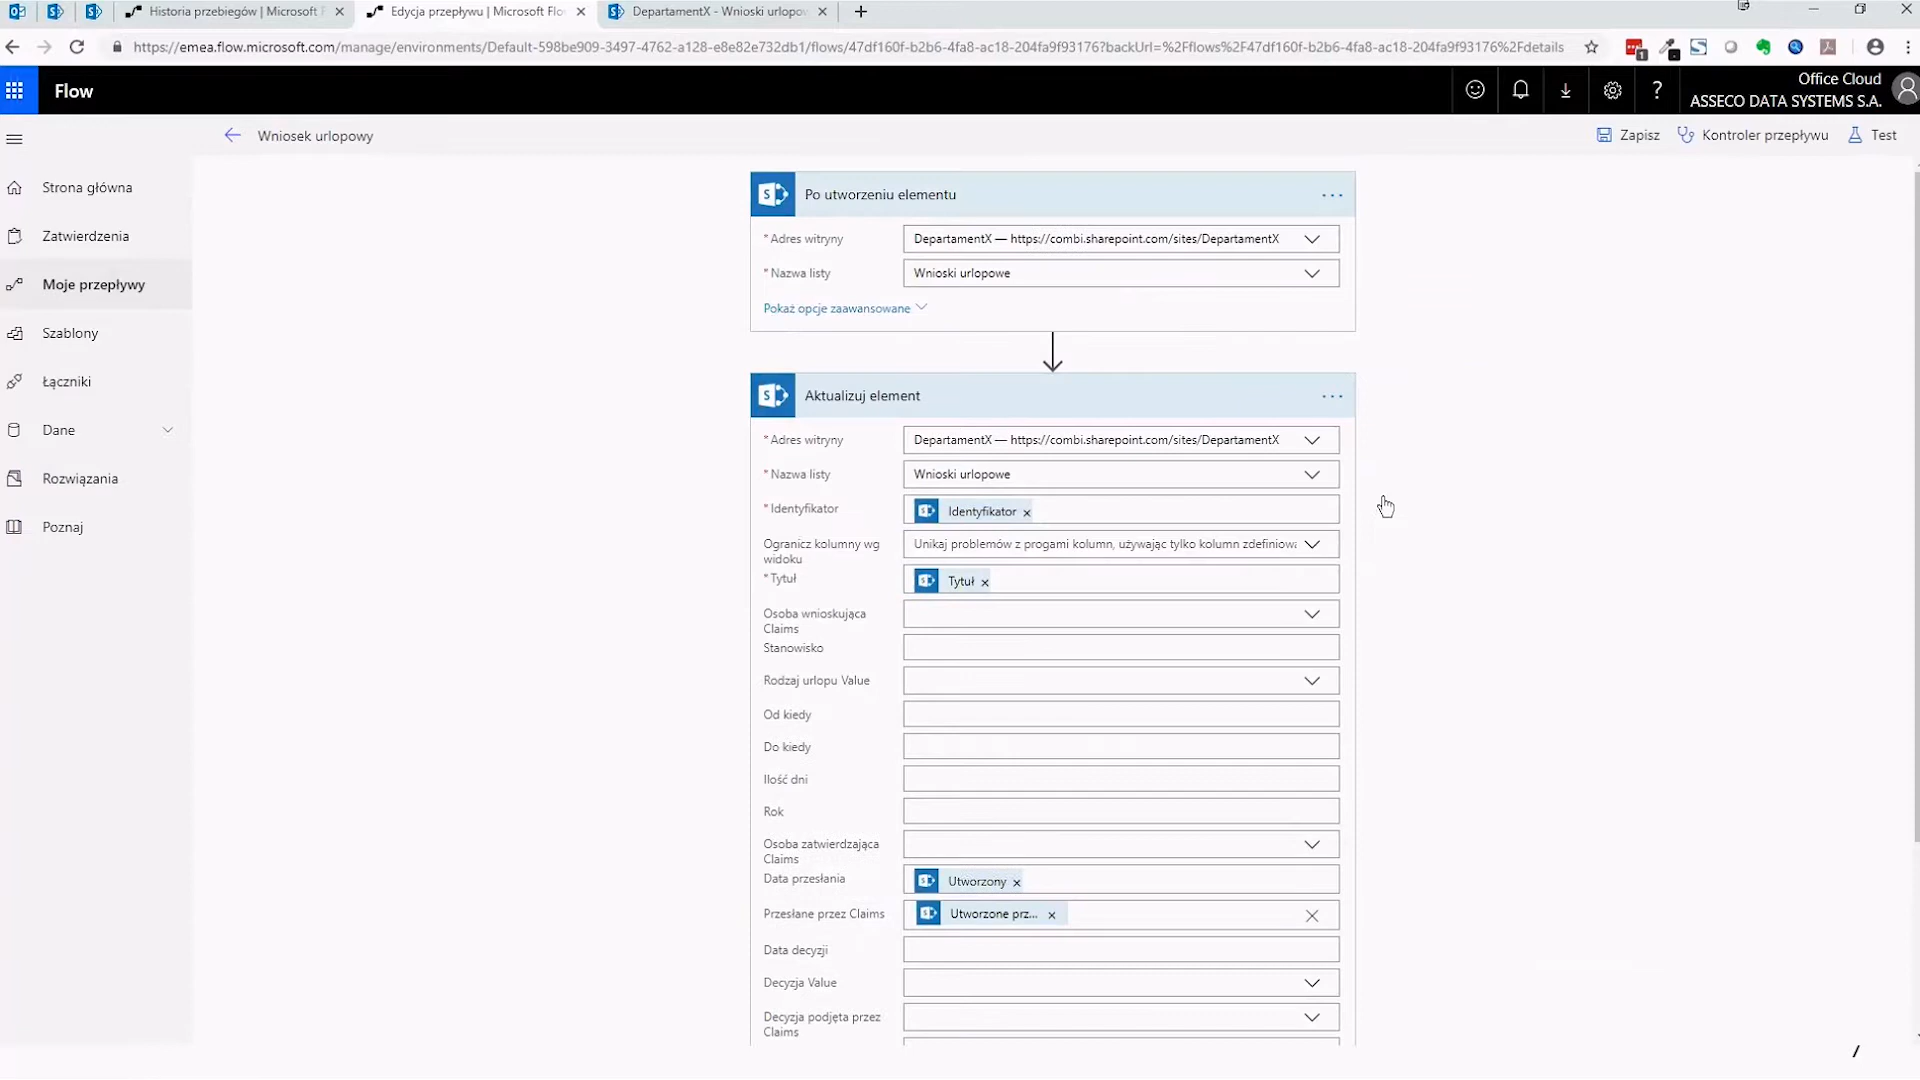 Historia przebiegów | Microsoft F
Edycja przepływu | Microsoft Flo
DepartamentX - Wnioski urlopow
https://emea.flow.microsoft.com/manage/environments/Default-598be909-3497-4762-a128-e8e82e732db1/flows/47df160f-b2b6-4fa8-ac18-204fa9f93176?backUrl=%2Fflows%2F47df160f-b2b6-4fa8-ac18-204fa9f93176%2Fdetails
1
Flow
Office Cloud
ASSECO DATA SYSTEMS S.A.
Wniosek urlopowy
Zapisz
Kontroler przepływu
Test
Strona główna
Zatwierdzenia
Moje przepływy
Szablony
Łączniki
Dane
Rozwiązania
Poznaj
Po utworzeniu elementu
* Adres witryny
DepartamentX — https://combi.sharepoint.com/sites/DepartamentX
* Nazwa listy
Wnioski urlopowe
Pokaż opcje zaawansowane
Aktualizuj element
* Adres witryny
DepartamentX — https://combi.sharepoint.com/sites/DepartamentX
* Nazwa listy
Wnioski urlopowe
* Identyfikator
Identyfikator ×
Ogranicz kolumny wg
widoku
Unikaj problemów z progami kolumn, używając tylko kolumn zdefiniowa
* Tytuł
Tytuł ×
Osoba wnioskująca
Claims
Stanowisko
Rodzaj urlopu Value
Od kiedy
Do kiedy
Ilość dni
Rok
Osoba zatwierdzająca
Claims
Data przesłania
Utworzony ×
Przesłane przez Claims
Utworzone prz... ×
Data decyzji
Decyzja Value
Decyzja podjęta przez
Claims